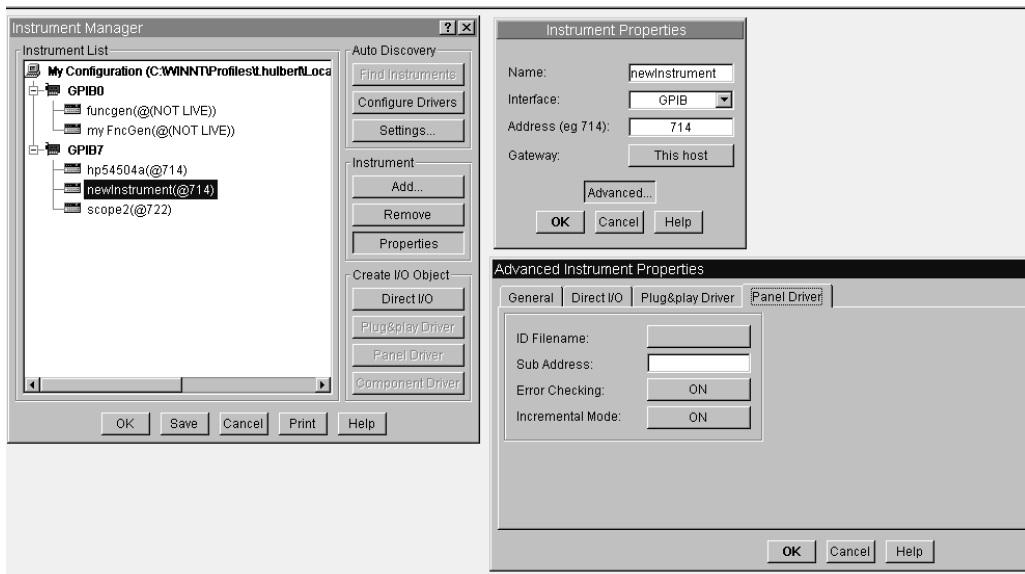 Instrument Manager
? X
Instrument List
My Configuration (C:\WINNT\Profiles\t.hulbert\Loca
GPIB0
funcgen(@(NOT LIVE))
my FncGen(@(NOT LIVE))
GPIB7
hp54504a(@714)
newInstrument(@714)
scope2(@722)
Auto Discovery
Find Instruments
Configure Drivers
Settings...
Instrument
Add...
Remove
Properties
Create I/O Object
Direct I/O
Plug&play Driver
Panel Driver
Component Driver
OK Save Cancel Print Help
Instrument Properties
Name: newInstrument
Interface: GPIB
Address (eg 714): 714
Gateway: This host
Advanced...
OK Cancel Help
Advanced Instrument Properties
General Direct I/O Plug&play Driver Panel Driver
ID Filename:
Sub Address:
Error Checking: ON
Incremental Mode: ON
OK Cancel Help